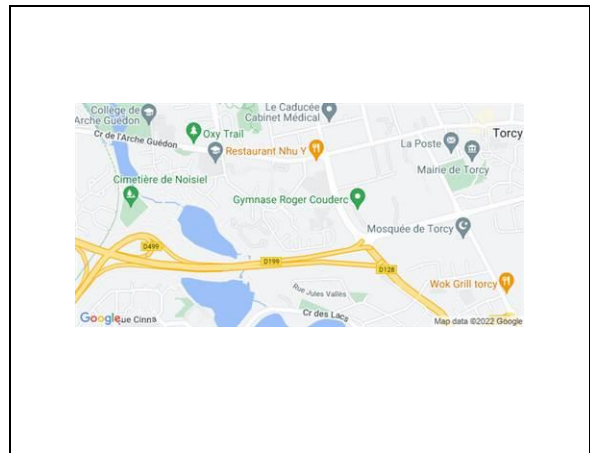 Collège de
Arche Guédon
Le Caducée
Cabinet Médical
Cr de l'Arche Guédon
Oxy Trail
Restaurant Nhu Y
La Poste
Torcy
Mairie de Torcy
Cimetière de Noisiel
Gymnase Roger Couderc
Mosquée de Torcy
D499
D199
D128
Wok Grill torcy
Rue Jules Vallès
Cr des Lacs
Google
ue Cinna
Map data ©2022 Google